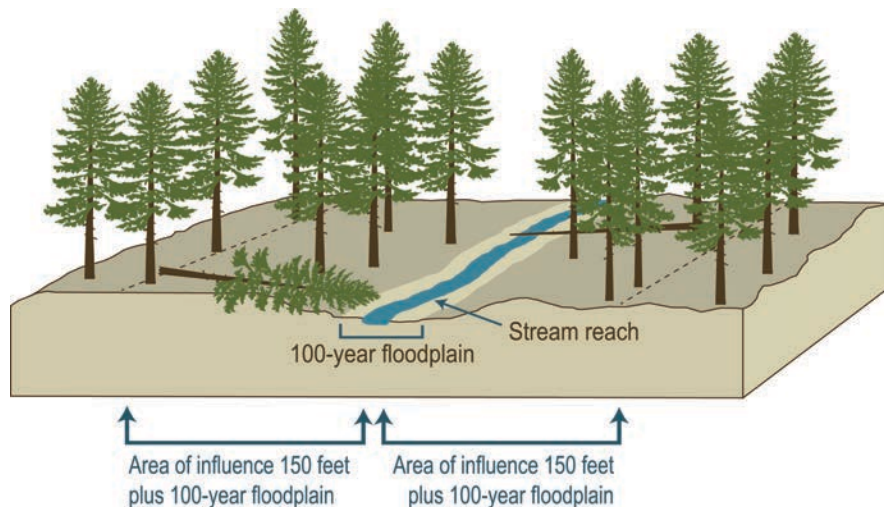 Stream reach
100-year floodplain
Area of influence 150 feet
plus 100-year floodplain
Area of influence 150 feet
plus 100-year floodplain